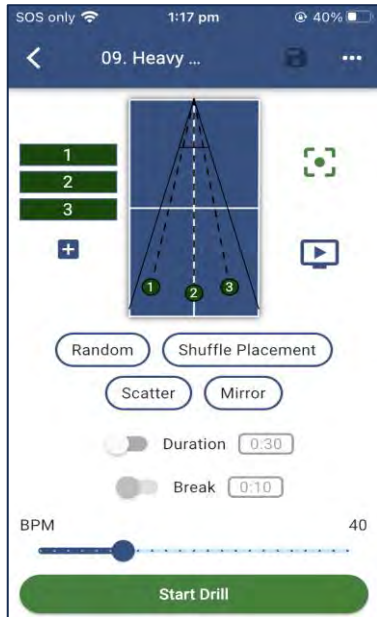 SOS only 1:17 pm 40%
09. Heavy ...
1
2
3
1 2 3
Random Shuffle Placement
Scatter Mirror
Duration 0:30
Break 0:10
BPM 40
Start Drill